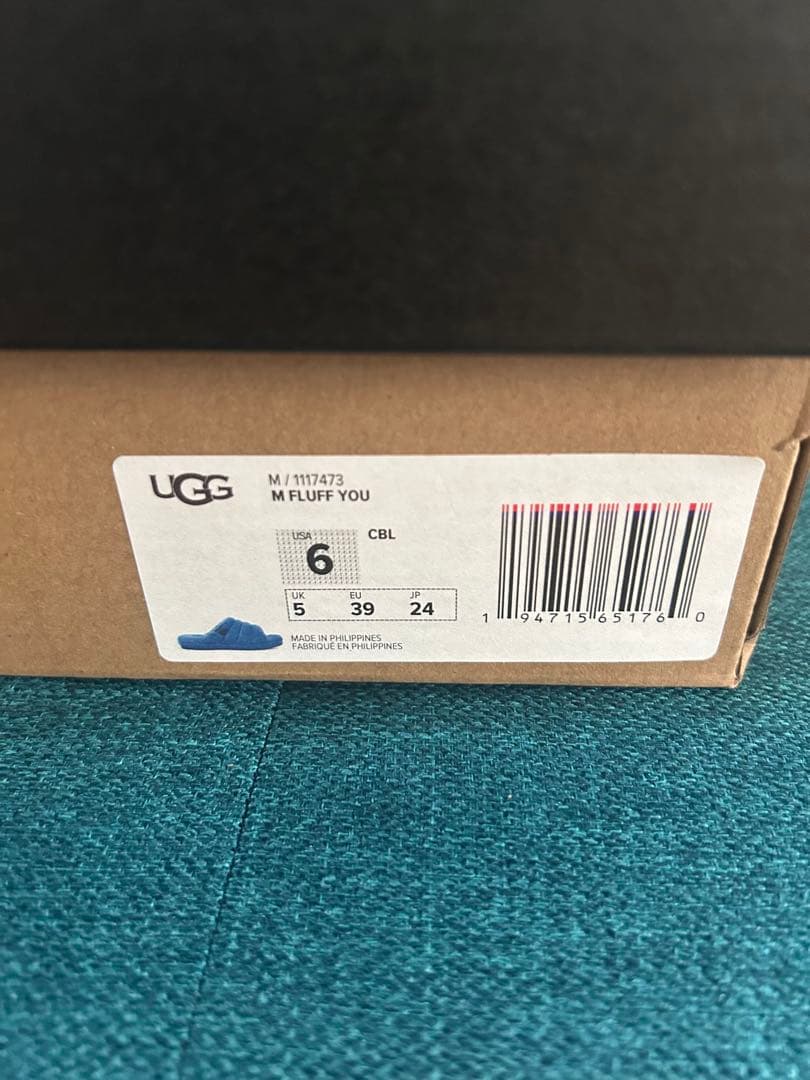 UGG
M / 1117473
M FLUFF YOU
USA
6
CBL
UK EU JP
5 39 24
MADE IN PHILIPPINES
FABRIQUÉ EN PHILIPPINES
1 94715 65176 0